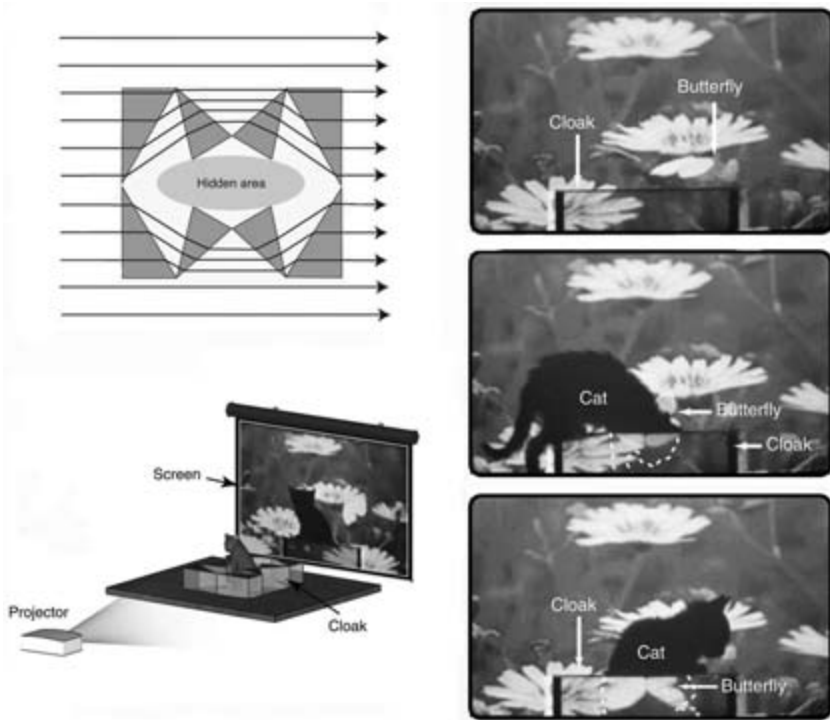 Hidden area
Screen
Projector
Cloak
Butterfly
Cloak
Cat
Butterfly
Cloak
Cloak
Cat
Butterfly